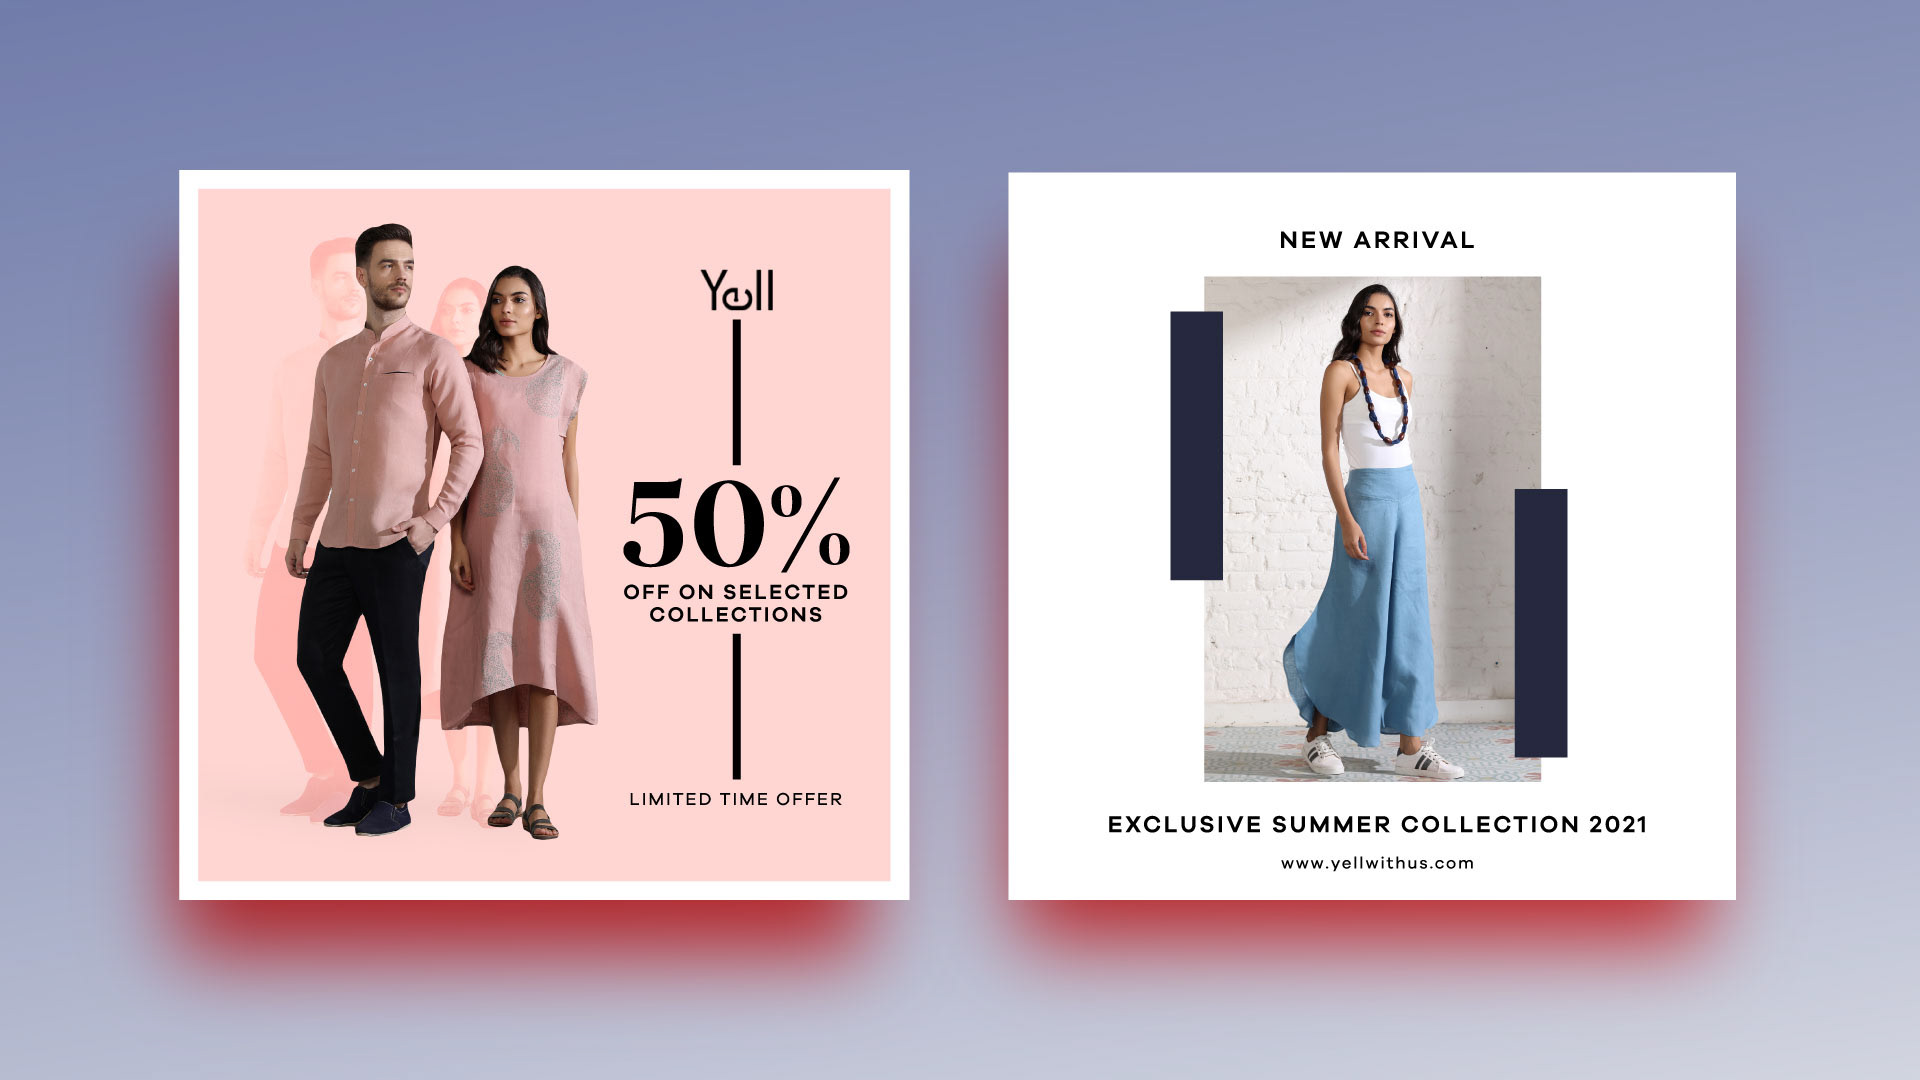 Yell
50%
OFF ON SELECTED
COLLECTIONS
LIMITED TIME OFFER
NEW ARRIVAL
EXCLUSIVE SUMMER COLLECTION 2021
www.yellwithus.com